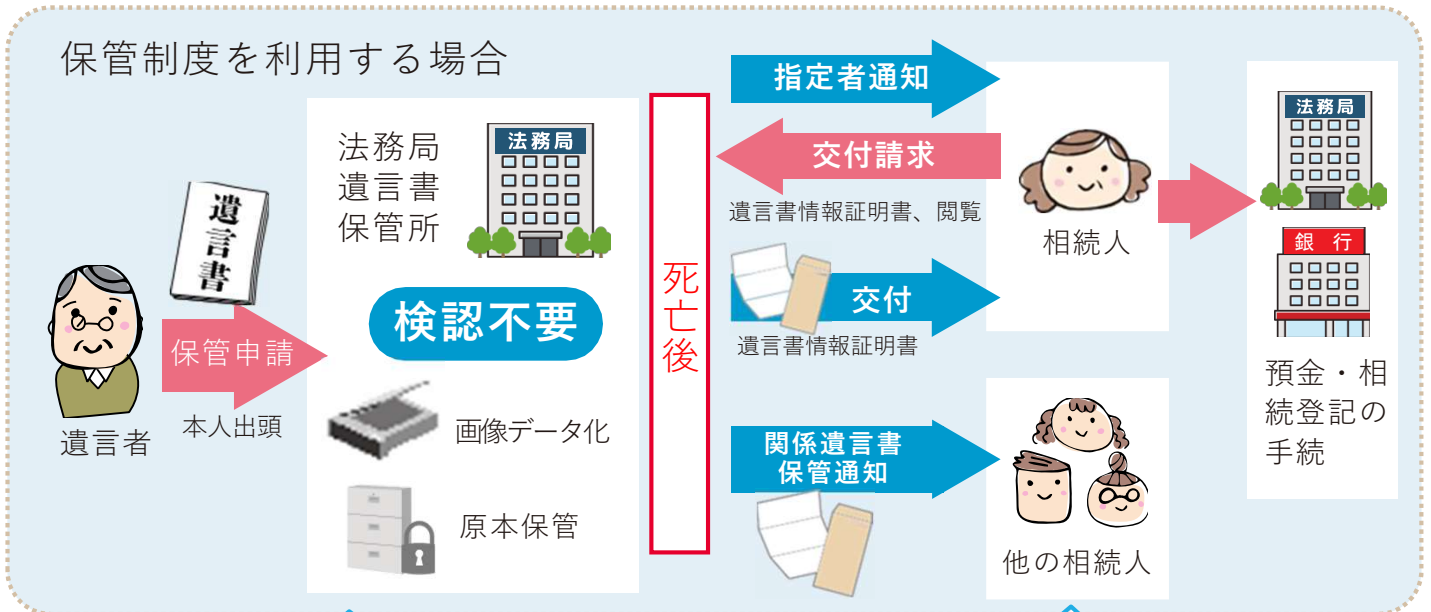 保管制度を利用する場合
遺言書
保管申請
本人出頭
遺言者
法務局
遺言書
保管所
法務局
検認不要
画像データ化
原本保管
死亡後
指定者通知
交付請求
遺言書情報証明書、閲覧
交付
遺言書情報証明書
関係遺言書
保管通知
相続人
他の相続人
法務局
銀 行
預金・相
続登記の
手続